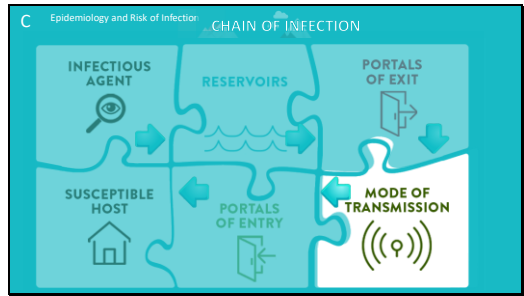 C
Epidemiology and Risk of Infection
CHAIN OF INFECTION
INFECTIOUS
AGENT
RESERVOIRS
PORTALS
OF EXIT
SUSCEPTIBLE
HOST
PORTALS
OF ENTRY
MODE OF
TRANSMISSION